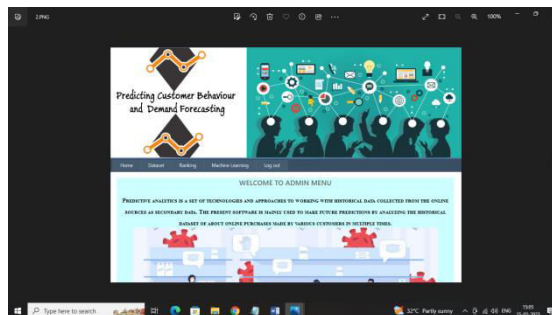 2.PNG
100%
Predicting Customer Behaviour
and Demand Forecasting
Home Dataset Ranking Machine Learning Log out
WELCOME TO ADMIN MENU
PREDICTIVE ANALYTICS IS A SET OF TECHNOLOGIES AND APPROACHES TO WORKING WITH HISTORICAL DATA COLLECTED FROM THE ONLINE
SOURCES AS SECONDARY DATA. THE PRESENT SOFTWARE IS MAINLY USED TO MAKE FUTURE PREDICTIONS BY ANALYZING THE HISTORICAL
DATASET OF ABOUT ONLINE PURCHASES MADE BY VARIOUS CUSTOMERS IN MULTIPLE TIMES.
Type here to search
32°C Partly sunny
ENG